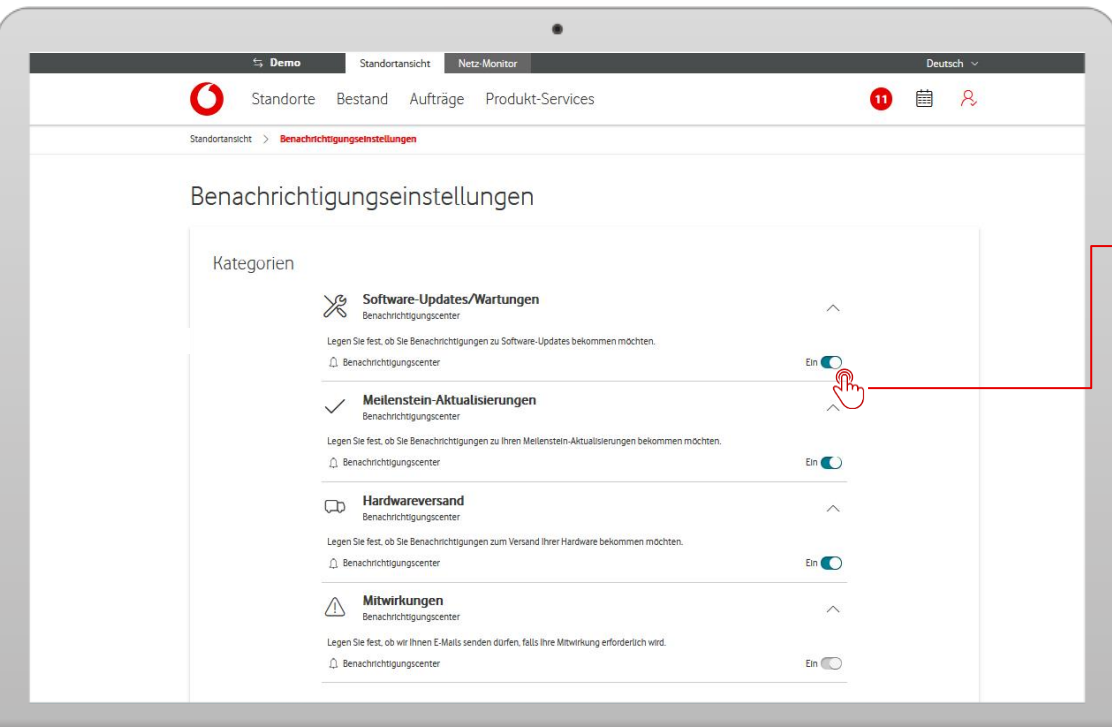 Demo Standortansicht Netz-Monitor Deutsch
Standorte Bestand Aufträge Produkt-Services 11
Standortansicht > Benachrichtigungseinstellungen
Benachrichtigungseinstellungen
Kategorien
Software-Updates/Wartungen
Benachrichtigungscenter
Legen Sie fest, ob Sie Benachrichtigungen zu Software-Updates bekommen möchten.
Benachrichtigungscenter Ein
Meilenstein-Aktualisierungen
Benachrichtigungscenter
Legen Sie fest, ob Sie Benachrichtigungen zu Ihren Meilenstein-Aktualisierungen bekommen möchten.
Benachrichtigungscenter Ein
Hardwareversand
Benachrichtigungscenter
Legen Sie fest, ob Sie Benachrichtigungen zum Versand Ihrer Hardware bekommen möchten.
Benachrichtigungscenter Ein
Mitwirkungen
Benachrichtigungscenter
Legen Sie fest, ob wir Ihnen E-Mails senden dürfen, falls Ihre Mitwirkung erforderlich wird.
Benachrichtigungscenter Ein